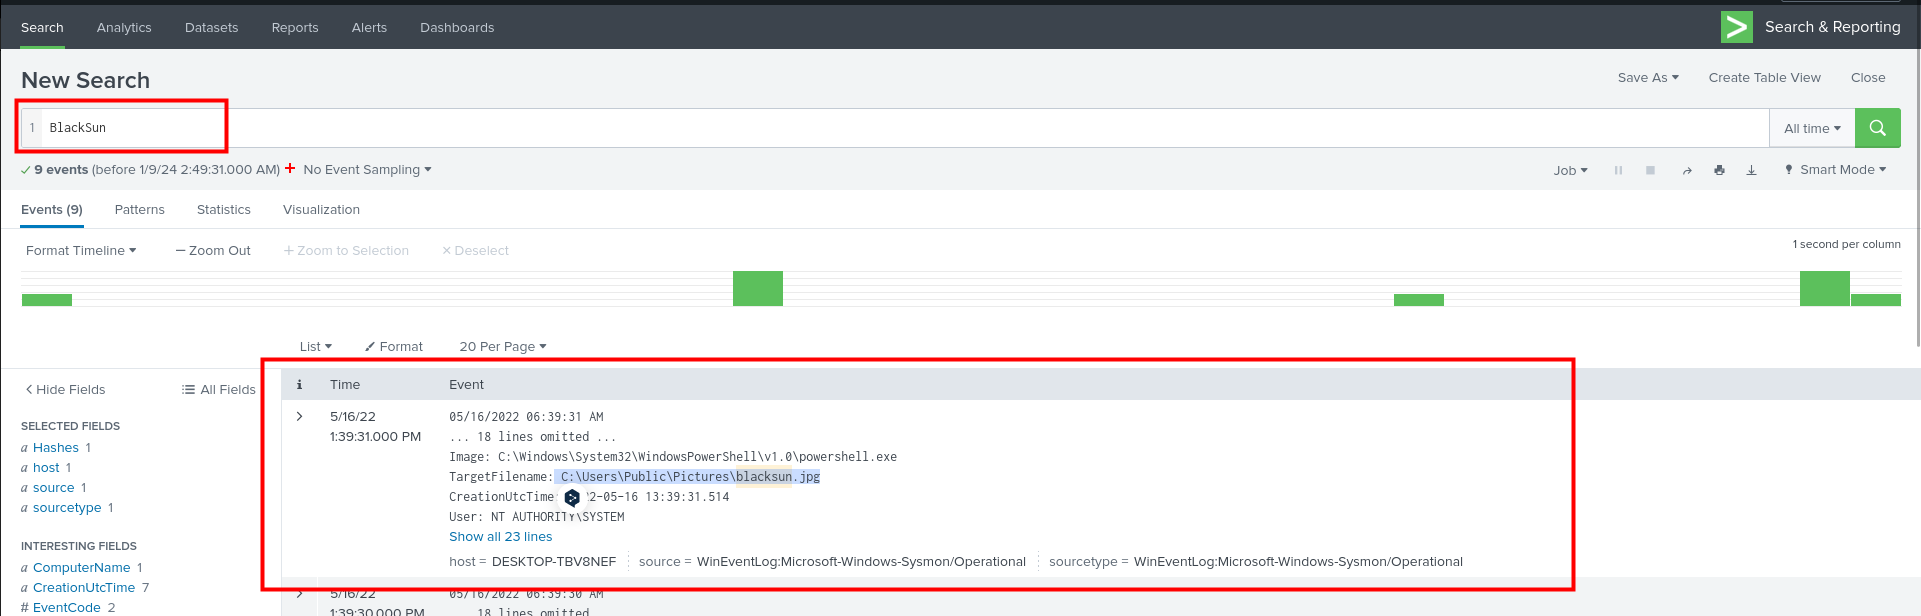 Search Analytics Datasets Reports Alerts Dashboards Search & Reporting
New Search Save As Create Table View Close
1 BlackSun All time
9 events (before 1/9/24 2:49:31.000 AM) No Event Sampling Job Smart Mode
Events (9) Patterns Statistics Visualization
Format Timeline — Zoom Out + Zoom to Selection × Deselect 1 second per column
List Format 20 Per Page
< Hide Fields All Fields i Time Event
SELECTED FIELDS
a Hashes 1
a host 1
a source 1
a sourcetype 1
INTERESTING FIELDS
a ComputerName 1
a CreationUtcTime 7
# EventCode 2
> 5/16/22 05/16/2022 06:39:31 AM
1:39:31.000 PM ... 18 lines omitted ...
Image: C:\Windows\System32\WindowsPowerShell\v1.0\powershell.exe
TargetFilename: C:\Users\Public\Pictures\blacksun.jpg
CreationUtcTime 2-05-16 13:39:31.514
User: NT AUTHORITY\SYSTEM
Show all 23 lines
host = DESKTOP-TBV8NEF source = WinEventLog:Microsoft-Windows-Sysmon/Operational sourcetype = WinEventLog:Microsoft-Windows-Sysmon/Operational
> 5/16/22 05/16/2022 06:39:30 AM
1:39:30.000 PM 18 lines omitted